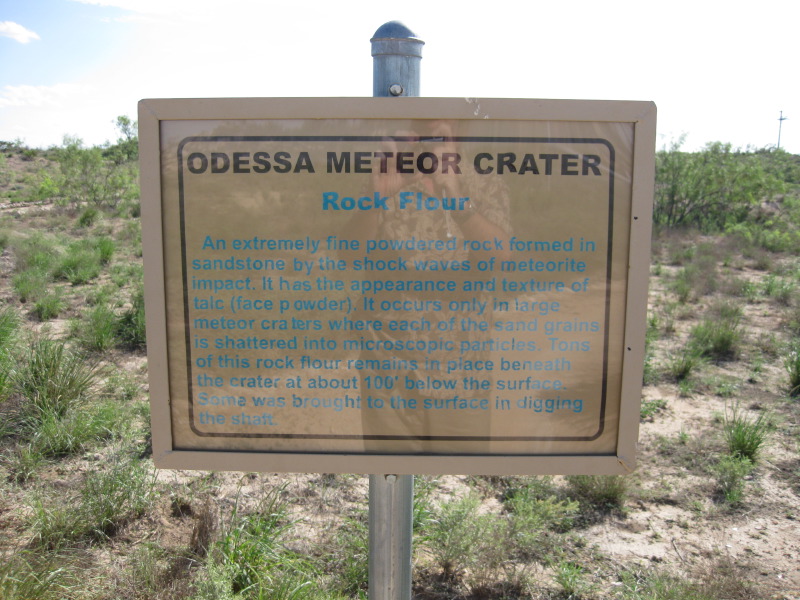 ODESSA METEOR CRATER
Rock Flour
An extremely fine powdered rock formed in
sandstone by the shock waves of meteorite
impact. It has the appearance and texture of
talc (face powder). It occurs only in large
meteor craters where each of the sand grains
is shattered into microscopic particles. Tons
of this rock flour remains in place beneath
the crater at about 100' below the surface.
Some was brought to the surface in digging
the shaft.